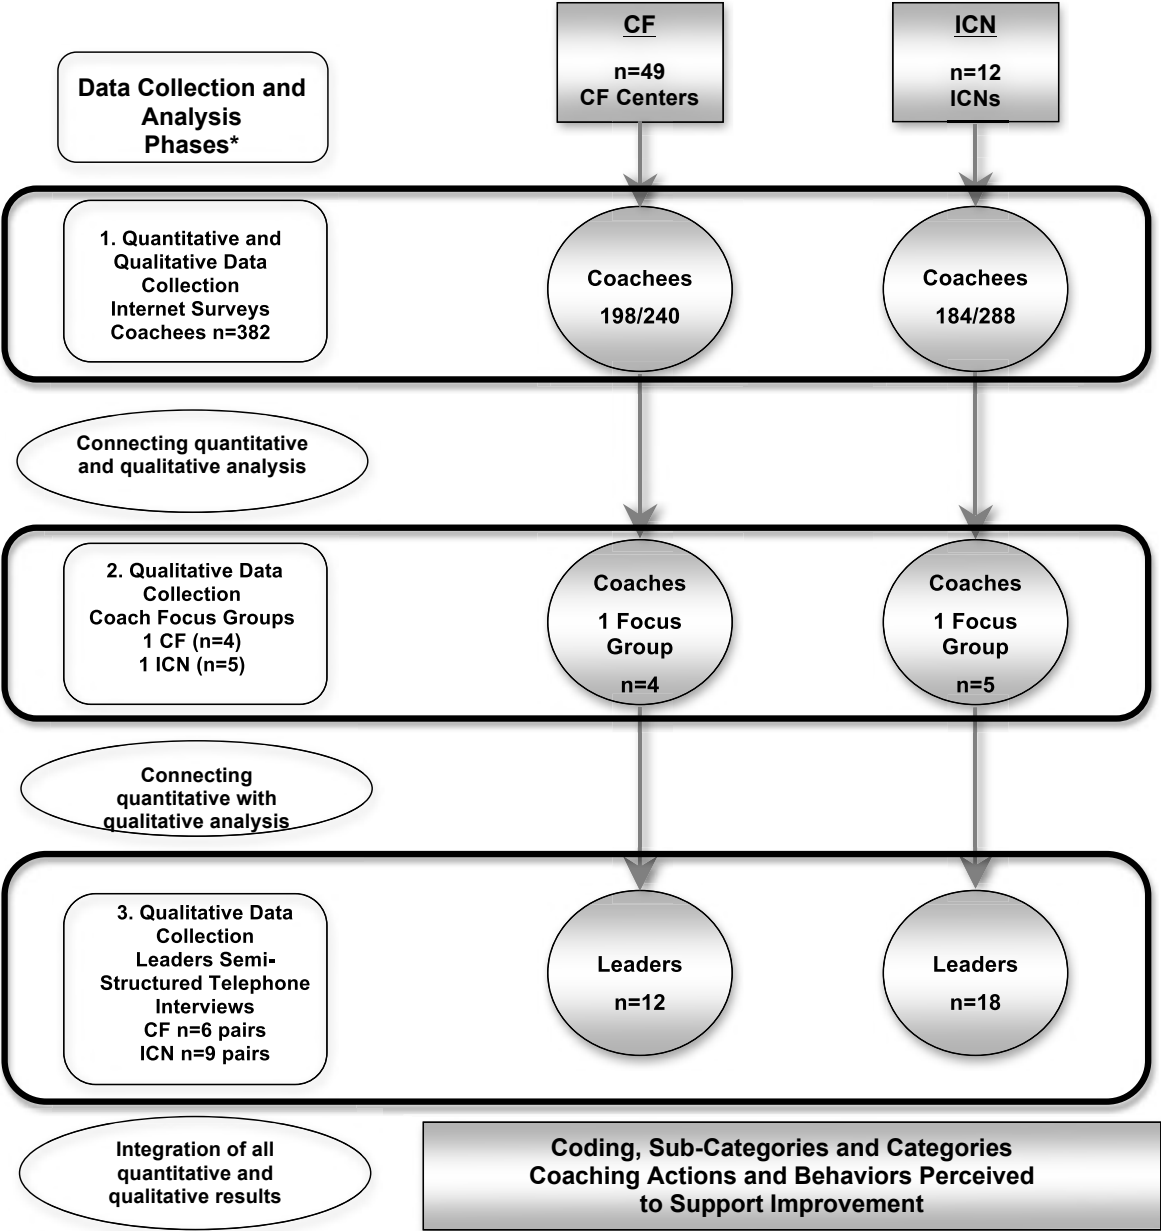 CF
n=49
CF Centers
ICN
n=12
ICNs
Data Collection and
Analysis
Phases*
1. Quantitative and
Qualitative Data
Collection
Internet Surveys
Coachees n=382
Coachees
198/240
Coachees
184/288
Connecting quantitative
and qualitative analysis
2. Qualitative Data
Collection
Coach Focus Groups
1 CF (n=4)
1 ICN (n=5)
Coaches
1 Focus
Group
n=4
Coaches
1 Focus
Group
n=5
Connecting
quantitative with
qualitative analysis
3. Qualitative Data
Collection
Leaders Semi-
Structured Telephone
Interviews
CF n=6 pairs
ICN n=9 pairs
Leaders
n=12
Leaders
n=18
Integration of all
quantitative and
qualitative results
Coding, Sub-Categories and Categories
Coaching Actions and Behaviors Perceived
to Support Improvement